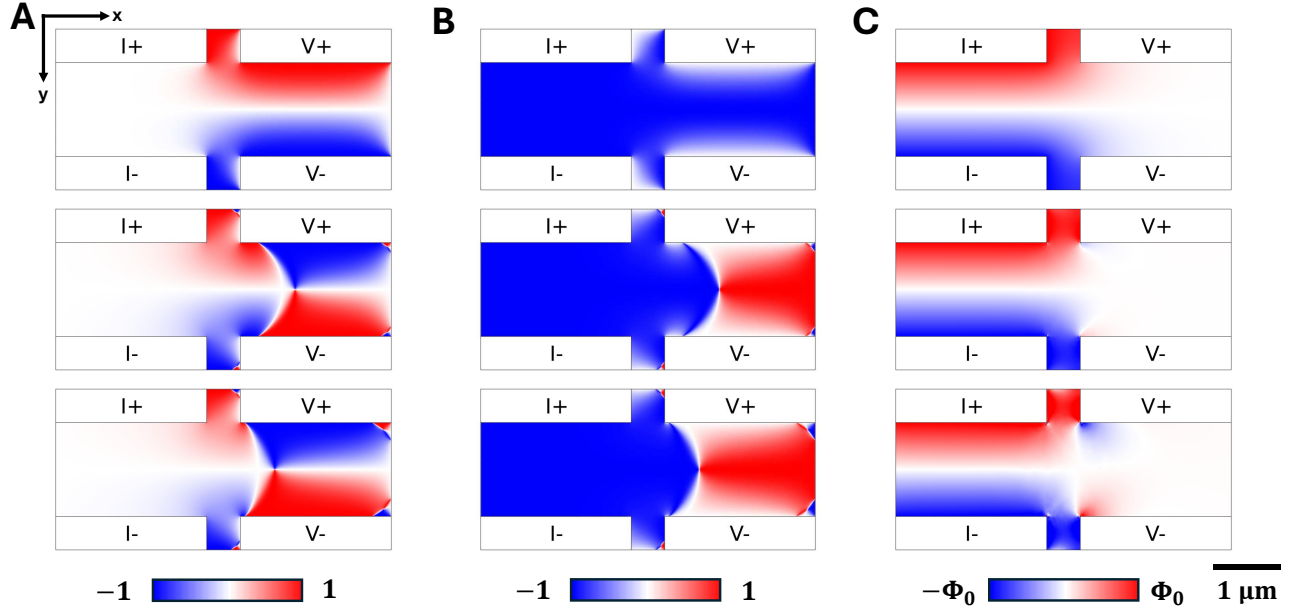 A
x
y
B
C
I+ V+
I- V-
I+ V+
I- V-
I+ V+
I- V-
I+ V+
I- V-
I+ V+
I- V-
I+ V+
I- V-
I+ V+
I- V-
I+ V+
I- V-
I+ V+
I- V-
−1 1
−1 1
−Φ₀ Φ₀
1 μm